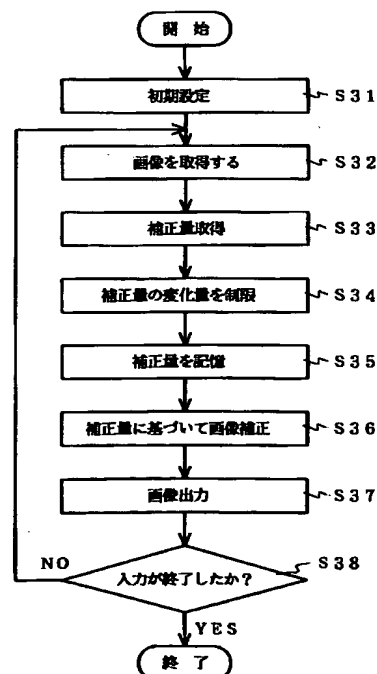 開 始
初期設定 S31
画像を取得する S32
補正量取得 S33
補正量の変化量を制限 S34
補正量を記憶 S35
補正量に基づいて画像補正 S36
画像出力 S37
入力が終了したか? S38
NO
YES
終 了